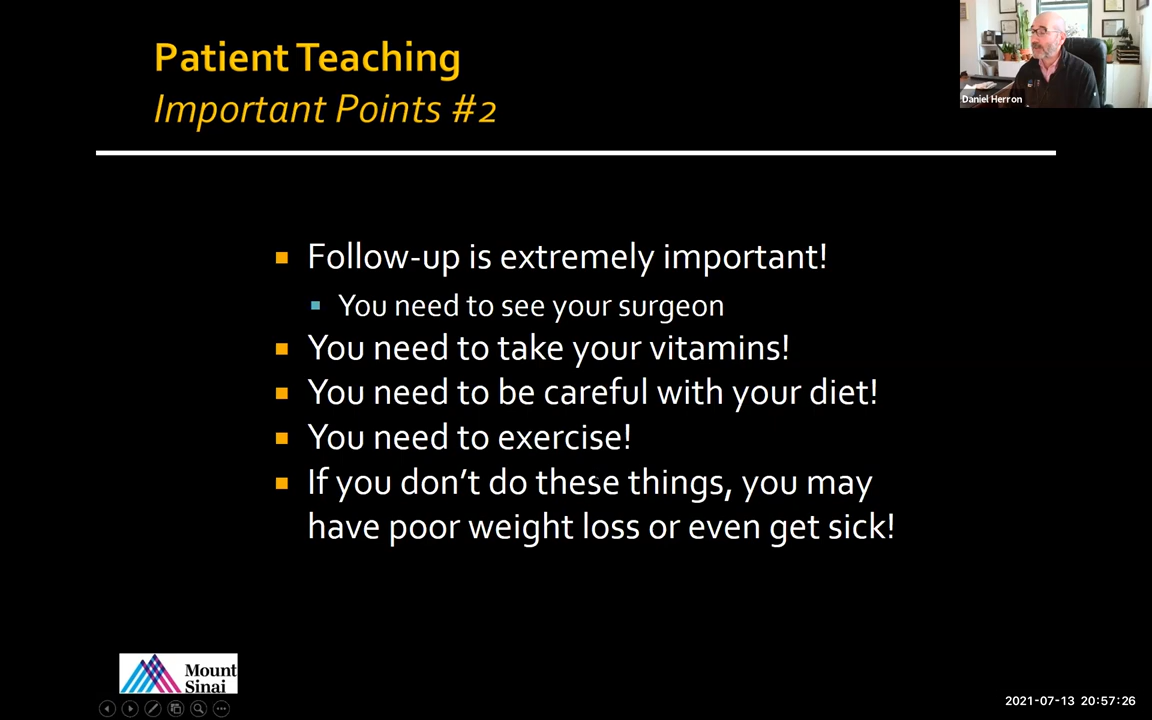 Patient Teaching
Important Points #2
Daniel Herron
Follow-up is extremely important!
You need to see your surgeon
You need to take your vitamins!
You need to be careful with your diet!
You need to exercise!
If you don’t do these things, you may
have poor weight loss or even get sick!
Mount
Sinai
2021-07-13 20:57:26